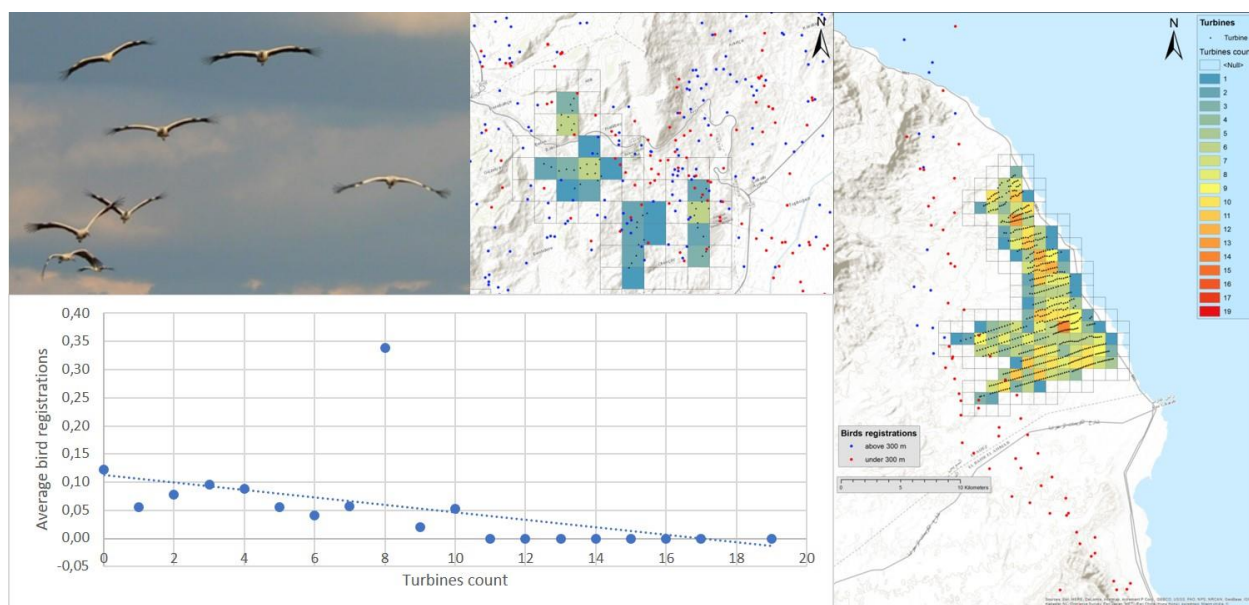 N
0,40
0,35
0,30
0,25
0,20
0,15
0,10
0,05
0,00
-0,05
Average bird registrations
0 2 4 6 8 10 12 14 16 18 20
Turbines count
N
Turbines
Turbine
Turbines coun
<Null>
1
2
3
4
5
6
7
8
9
10
11
12
13
14
15
16
17
19
Birds registrations
above 300 m
under 300 m
0 5 10 Kilometers